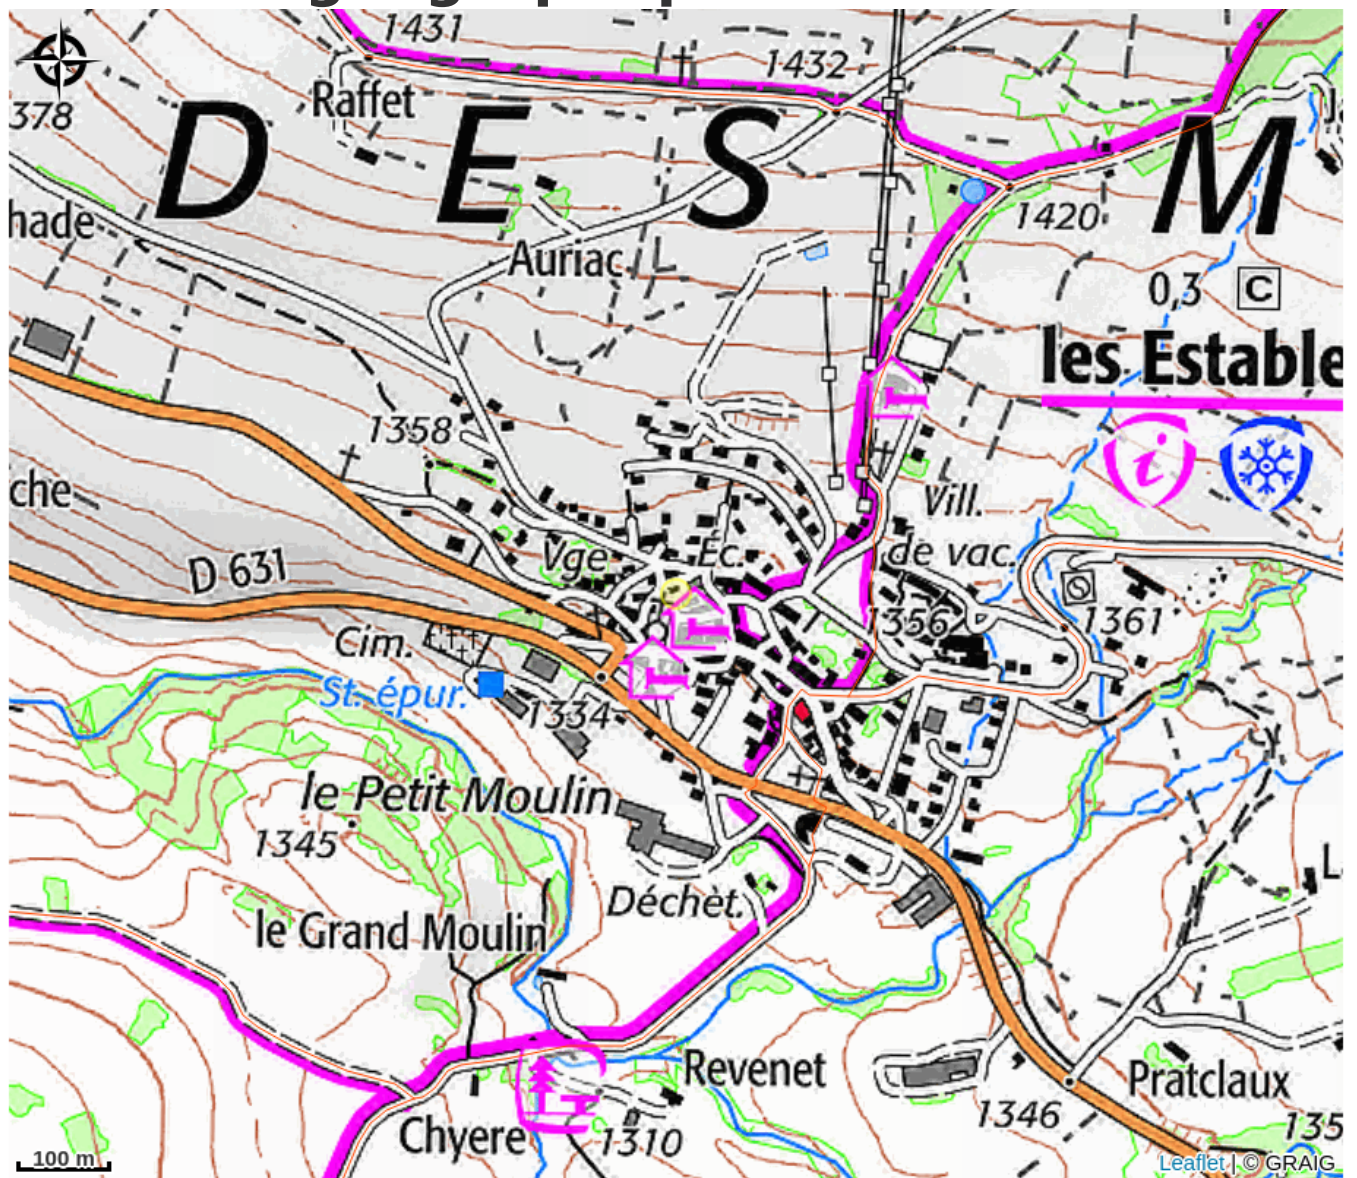 1431
1432
Raffet
378
D E S M
1420
hade
Auriac
0,3 C
les Estable
1358
i
che
Vill.
de vac.
Vge
Ec.
D 631
1356
1361
Cim.
St. épur.
1334
le Petit Moulin
1345
Déchèt.
le Grand Moulin
Revenet
Pratclaux
1346
Chyere
1310
135
100 m
Leaflet | © GRAIG